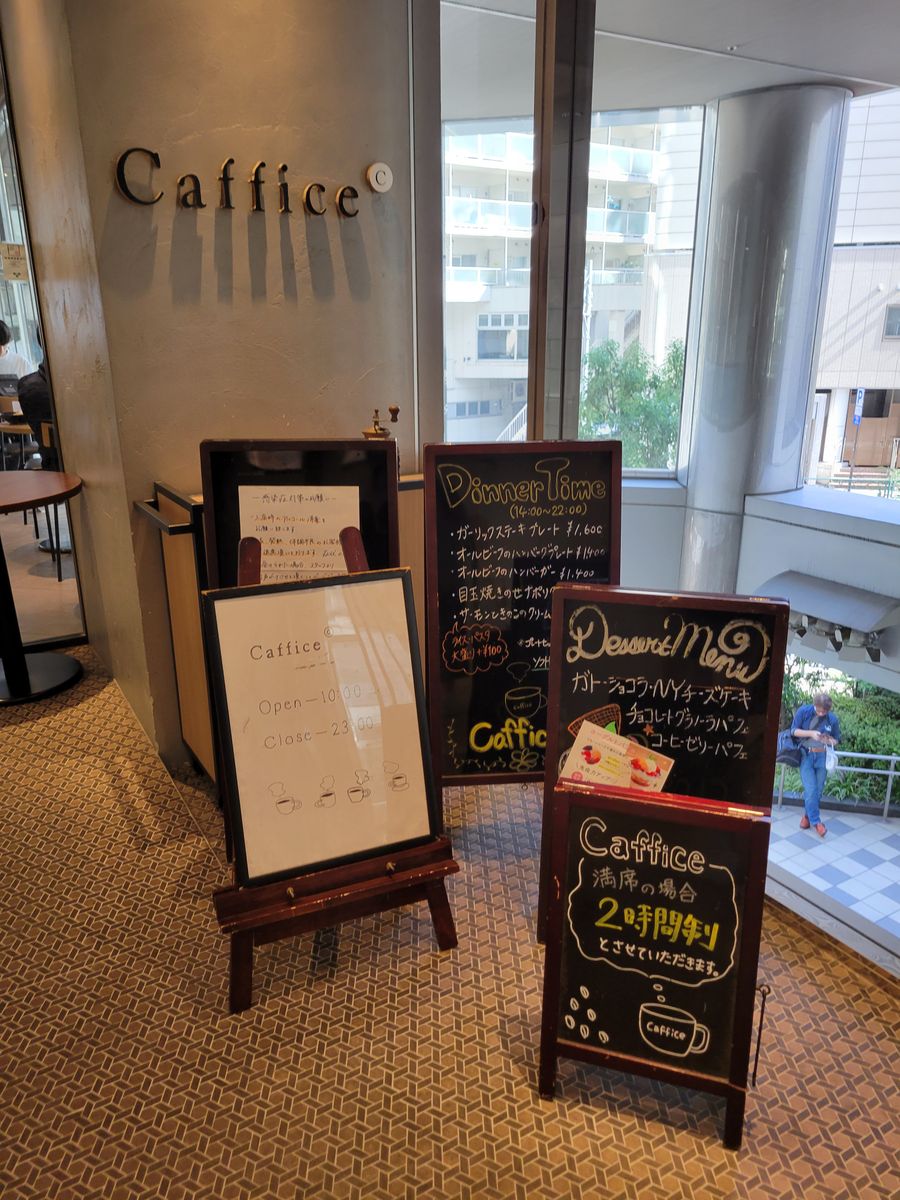 Caffice
C
Dinner Time
(14:00~22:00)
・ガーリックステーキプレート ¥1,600
・オールビーフのハンバーグプレート ¥1400
・オールビーフのハンバーガー ¥1,400
・目玉焼きのせナポリ
・サーモンときのこのクリーム
ライス・パスタ
大盛り +¥100
caffice
Caffic
Caffice
Open—10:00
Close—23:00
Dessert Menu
ガトーショコラ・NYチーズケーキ
チョコレートグラノーラパフェ
コーヒーゼリーパフェ
Caffice
満席の場合
2時間制
とさせていただきます。
Caffice